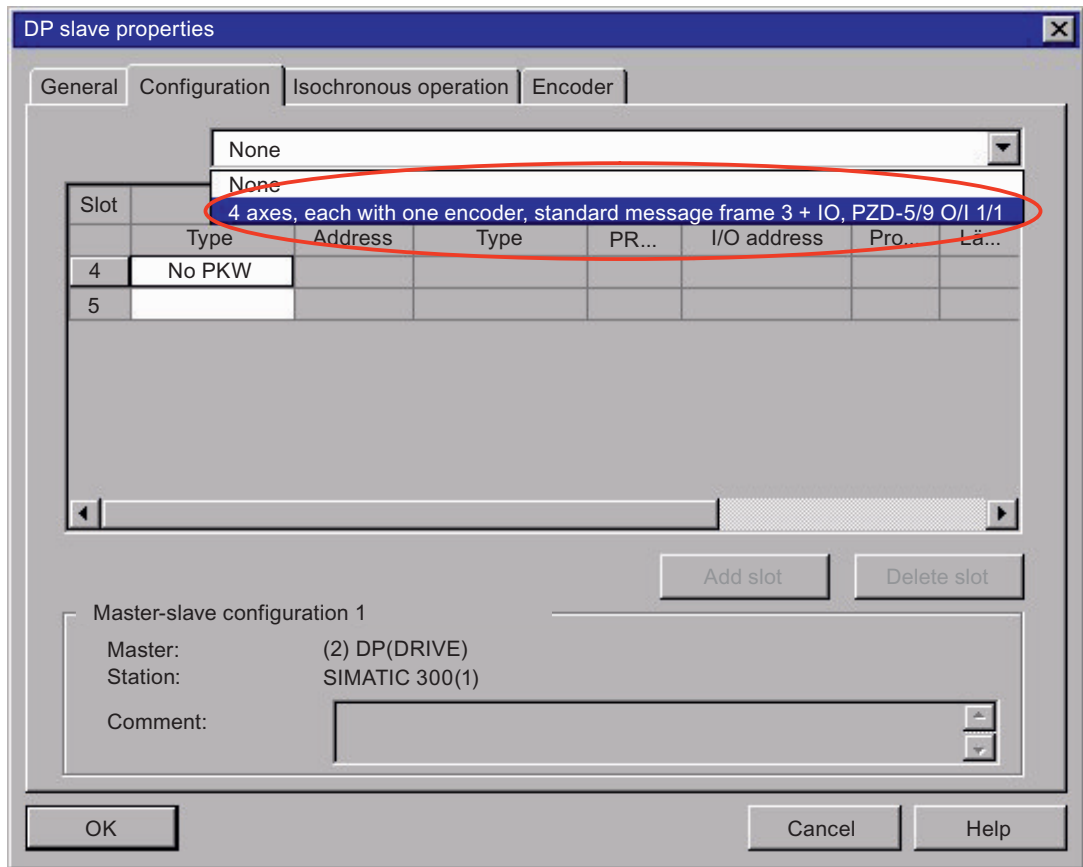 DP slave properties
General Configuration Isochronous operation Encoder
None
None
Slot
4 axes, each with one encoder, standard message frame 3 + IO, PZD-5/9 O/I 1/1
Type Address Type PR... I/O address Pro... Lä...
4 No PKW
5
Add slot Delete slot
Master-slave configuration 1
Master: (2) DP(DRIVE)
Station: SIMATIC 300(1)
Comment:
OK Cancel Help